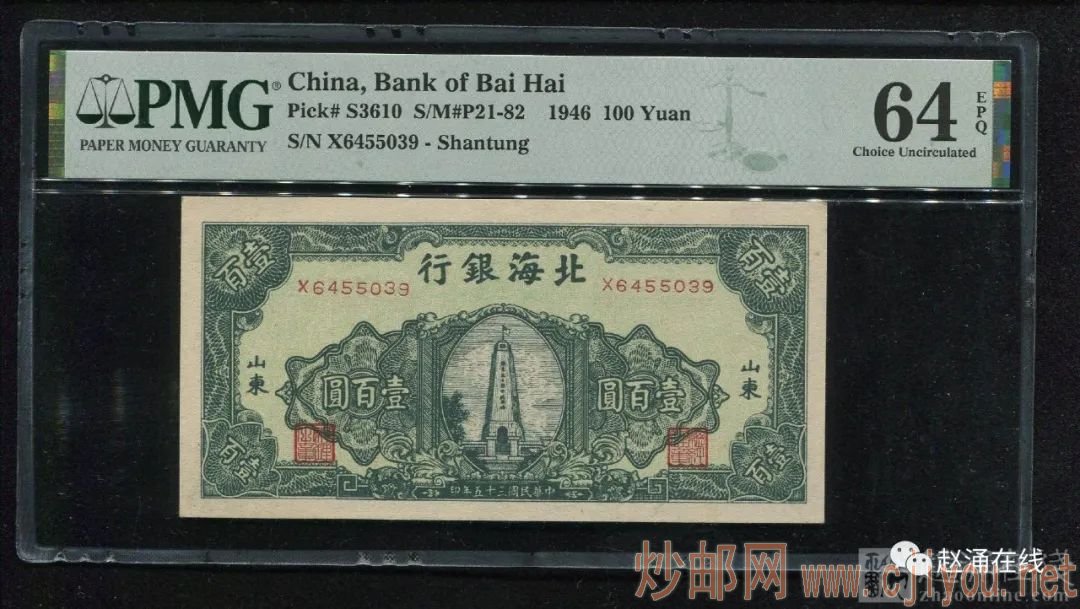 PMG®
PAPER MONEY GUARANTY
China, Bank of Bai Hai
Pick# S3610 S/M#P21-82 1946 100 Yuan
S/N X6455039 - Shantung
64
EPQ
Choice Uncirculated
壹百
壹百
行銀海北
X6455039
X6455039
山東
山東
圓百壹
圓百壹
壹百
壹百
印年五十三國民華中
赵涌在线
炒邮网 www.cjiyou.net
zhaoonline.com